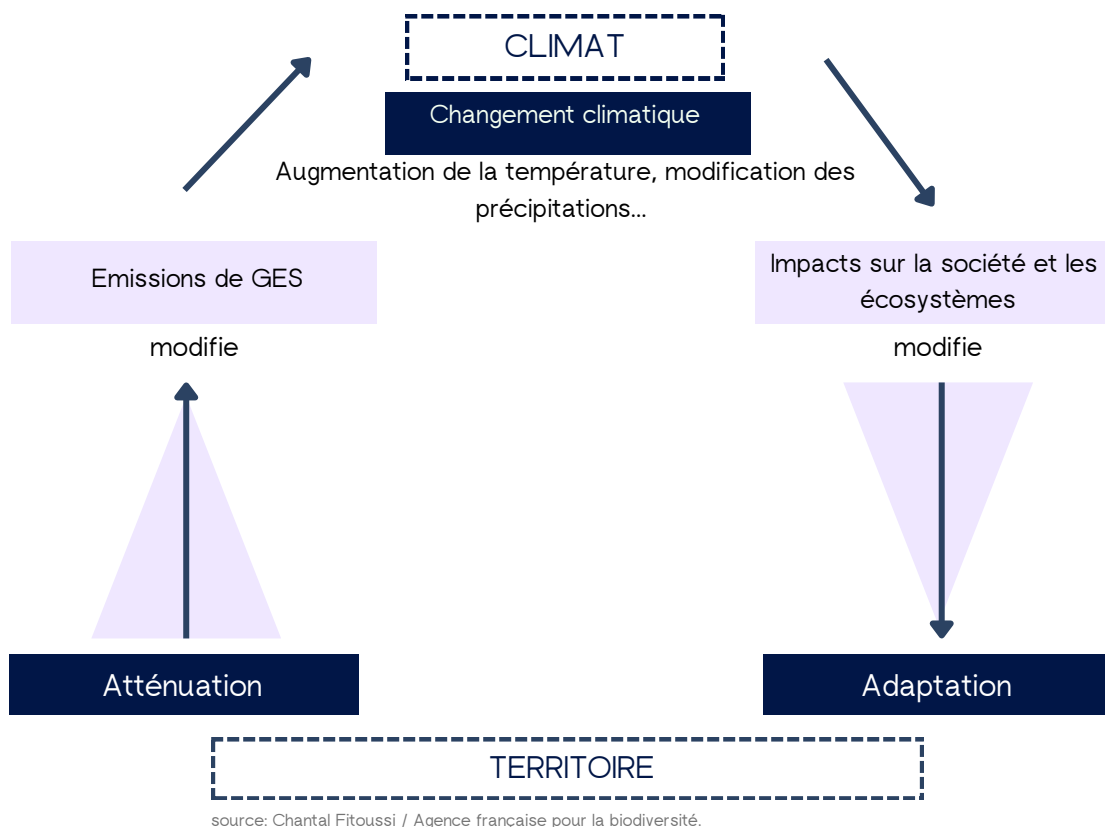 CLIMAT
Changement climatique
Augmentation de la température, modification des
précipitations...
Emissions de GES
modifie
Impacts sur la société et les
écosystèmes
modifie
Atténuation
Adaptation
TERRITOIRE
source: Chantal Fitoussi / Agence française pour la biodiversité.